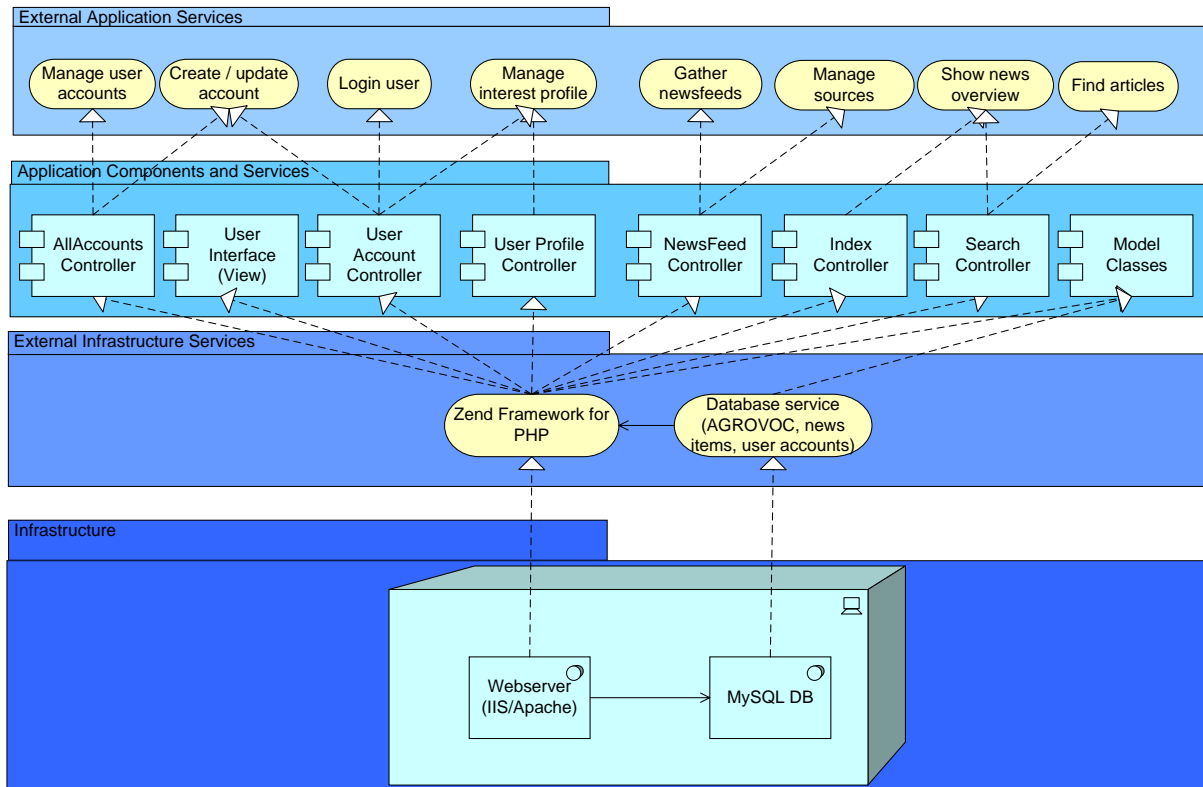 External Application Services
Manage user
accounts
Create / update
account
Login user
Manage
interest profile
Gather
newsfeeds
Manage
sources
Show news
overview
Find articles
Application Components and Services
AllAccounts
Controller
User
Interface
(View)
User
Account
Controller
User Profile
Controller
NewsFeed
Controller
Index
Controller
Search
Controller
Model
Classes
External Infrastructure Services
Zend Framework for
PHP
Database service
(AGROVOC, news
items, user accounts)
Infrastructure
Webserver
(IIS/Apache)
MySQL DB